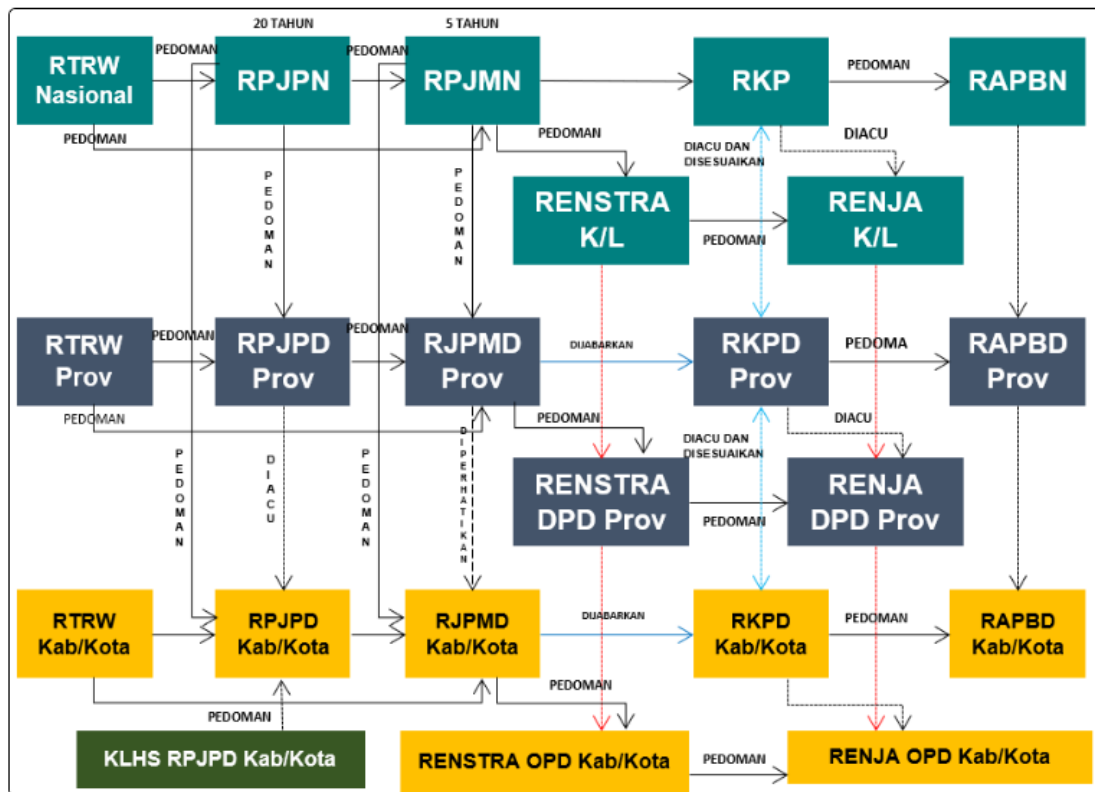 20 TAHUN
5 TAHUN
RTRW
Nasional
PEDOMAN
RPJPN
PEDOMAN
RPJMN
RKP
PEDOMAN
RAPBN
PEDOMAN
PEDOMAN
DIACU DAN
DISESUAIKAN
DIACU
PEDOMAN
PEDOMAN
RENSTRA
K/L
PEDOMAN
RENJA
K/L
RTRW
Prov
PEDOMAN
RPJPD
Prov
PEDOMAN
RJPMD
Prov
DIJABARKAN
RKPD
Prov
PEDOMA
RAPBD
Prov
PEDOMAN
PEDOMAN
DIACU DAN
DISESUAIKAN
DIACU
PEDOMAN
DIACU
PEDOMAN
DIPERHATIKAN
RENSTRA
DPD Prov
PEDOMAN
RENJA
DPD Prov
RTRW
Kab/Kota
RPJPD
Kab/Kota
RJPMD
Kab/Kota
DIJABARKAN
RKPD
Kab/Kota
PEDOMAN
RAPBD
Kab/Kota
PEDOMAN
PEDOMAN
KLHS RPJPD Kab/Kota
RENSTRA OPD Kab/Kota
PEDOMAN
RENJA OPD Kab/Kota